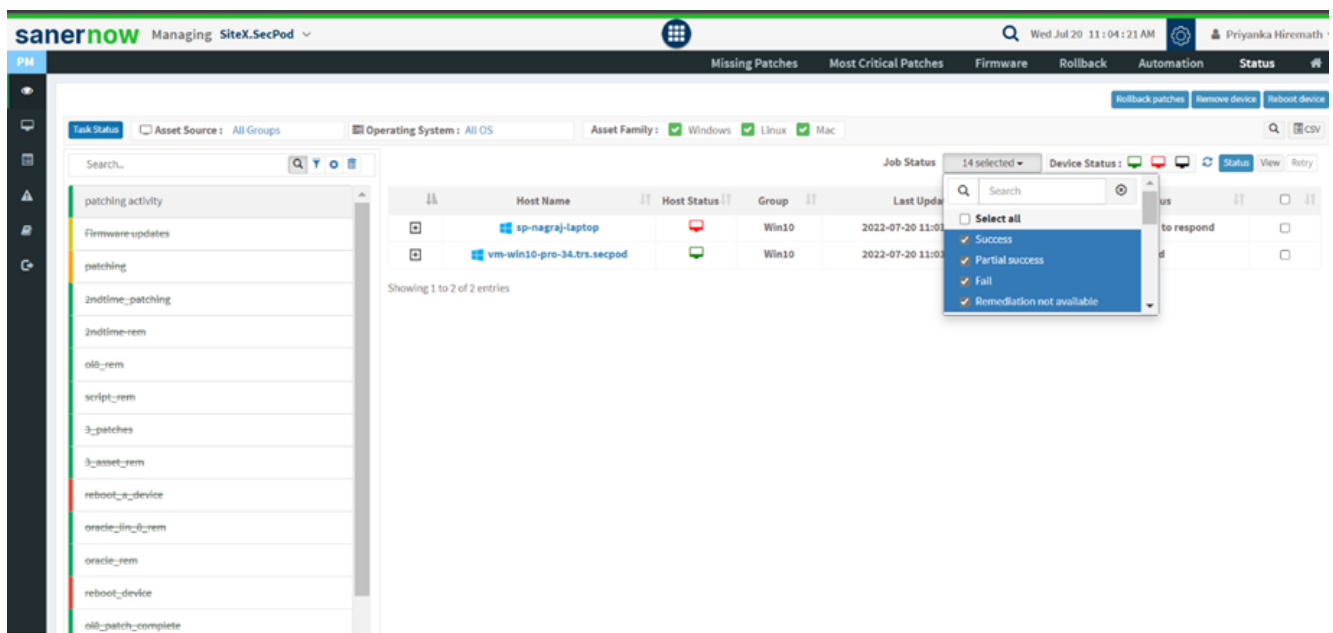 sanernow Managing SiteX.SecPod
Wed Jul 20 11:04:21 AM Priyanka Hiremath
PM Missing Patches Most Critical Patches Firmware Rollback Automation Status
Rollback patches Remove device Reboot device
Task Status Asset Source : All Groups Operating System : All OS Asset Family : Windows Linux Mac CSV
Search... Job Status 14 selected Device Status : Status View Retry
Search
Host Name Host Status Group Last Upda us
Select all
Success
Partial success
Fail
Remediation not available
sp-nagraj-laptop Win10 2022-07-20 11:01 to respond
vm-win10-pro-34.trs.secpod Win10 2022-07-20 11:01 d
Showing 1 to 2 of 2 entries
patching activity
Firmware updates
patching
2ndtime_patching
2ndtime-rem
ol8_rem
script_rem
3_patches
3_asset_rem
reboot_a_device
oracle_lin_8_rem
oracle_rem
reboot_device
ol8_patch_complete